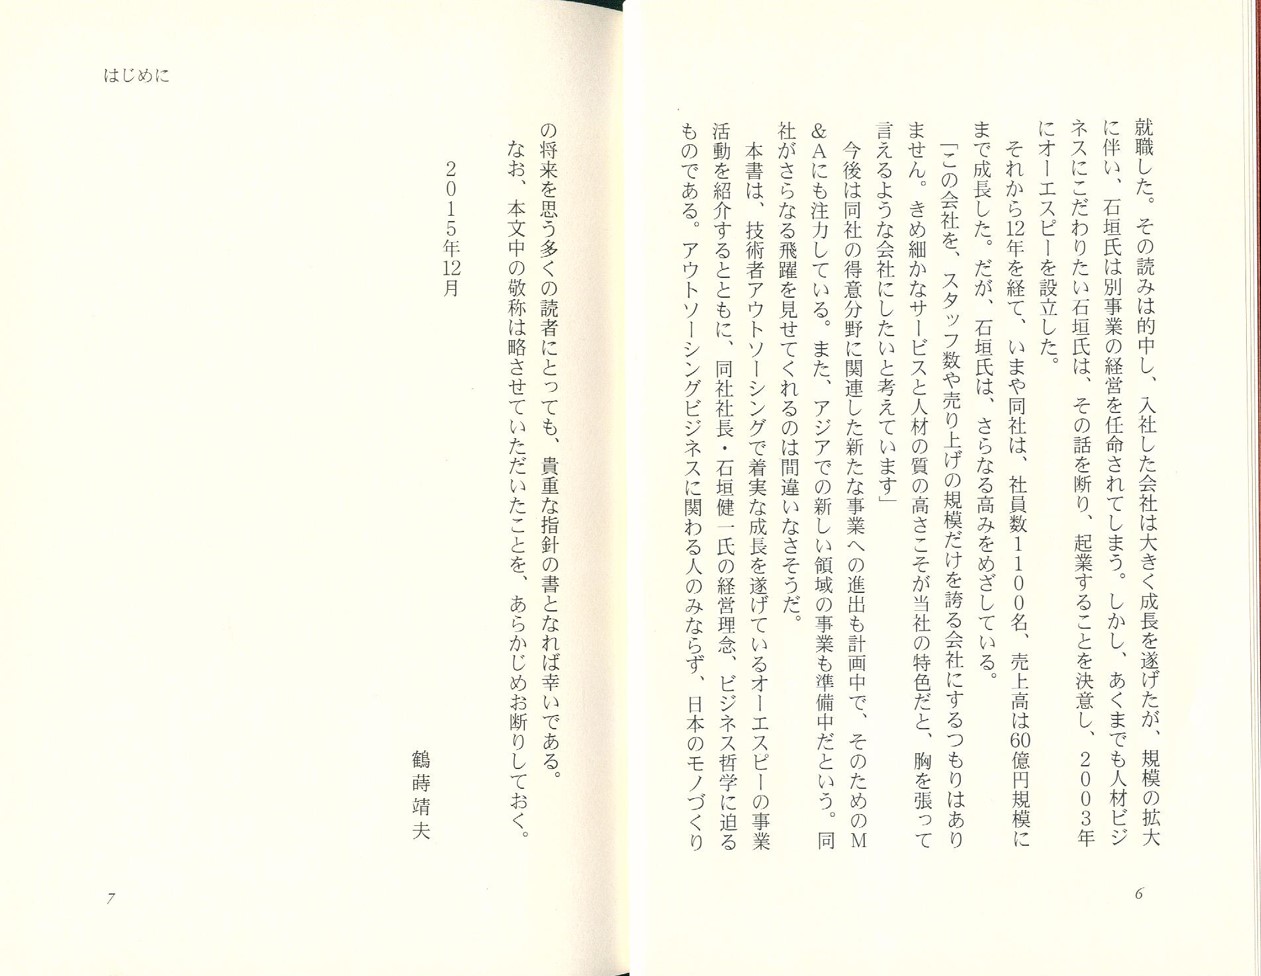 就職した。その読みは的中し、入社した会社は大きく成長を遂げたが、規模の拡大
に伴い、石垣氏は別事業の経営を任命されてしまう。しかし、あくまでも人材ビジ
ネスにこだわりたい石垣氏は、その話を断り、起業することを決意し、2003年
にオーエスピーを設立した。
それから12年を経て、いまや同社は、社員数1100名、売上高は60億円規模に
まで成長した。だが、石垣氏は、さらなる高みをめざしている。
「この会社を、スタッフ数や売り上げの規模だけを誇る会社にするつもりはあり
ません。きめ細かなサービスと人材の質の高さこそが当社の特色だと、胸を張って
言えるような会社にしたいと考えています」
今後は同社の得意分野に関連した新たな事業への進出も計画中で、そのためのM
&Aにも注力している。また、アジアでの新しい領域の事業も準備中だという。同
社がさらなる飛躍を見せてくれるのは間違いなさそうだ。
本書は、技術者アウトソーシングで着実な成長を遂げているオーエスピーの事業
活動を紹介するとともに、同社社長・石垣健一氏の経営理念、ビジネス哲学に迫る
ものである。アウトソーシングビジネスに関わる人のみならず、日本のモノづくり
6
はじめに
の将来を思う多くの読者にとっても、貴重な指針の書となれば幸いである。
なお、本文中の敬称は略させていただいたことを、あらかじめお断りしておく。
2015年12月
鶴蒔靖夫
7